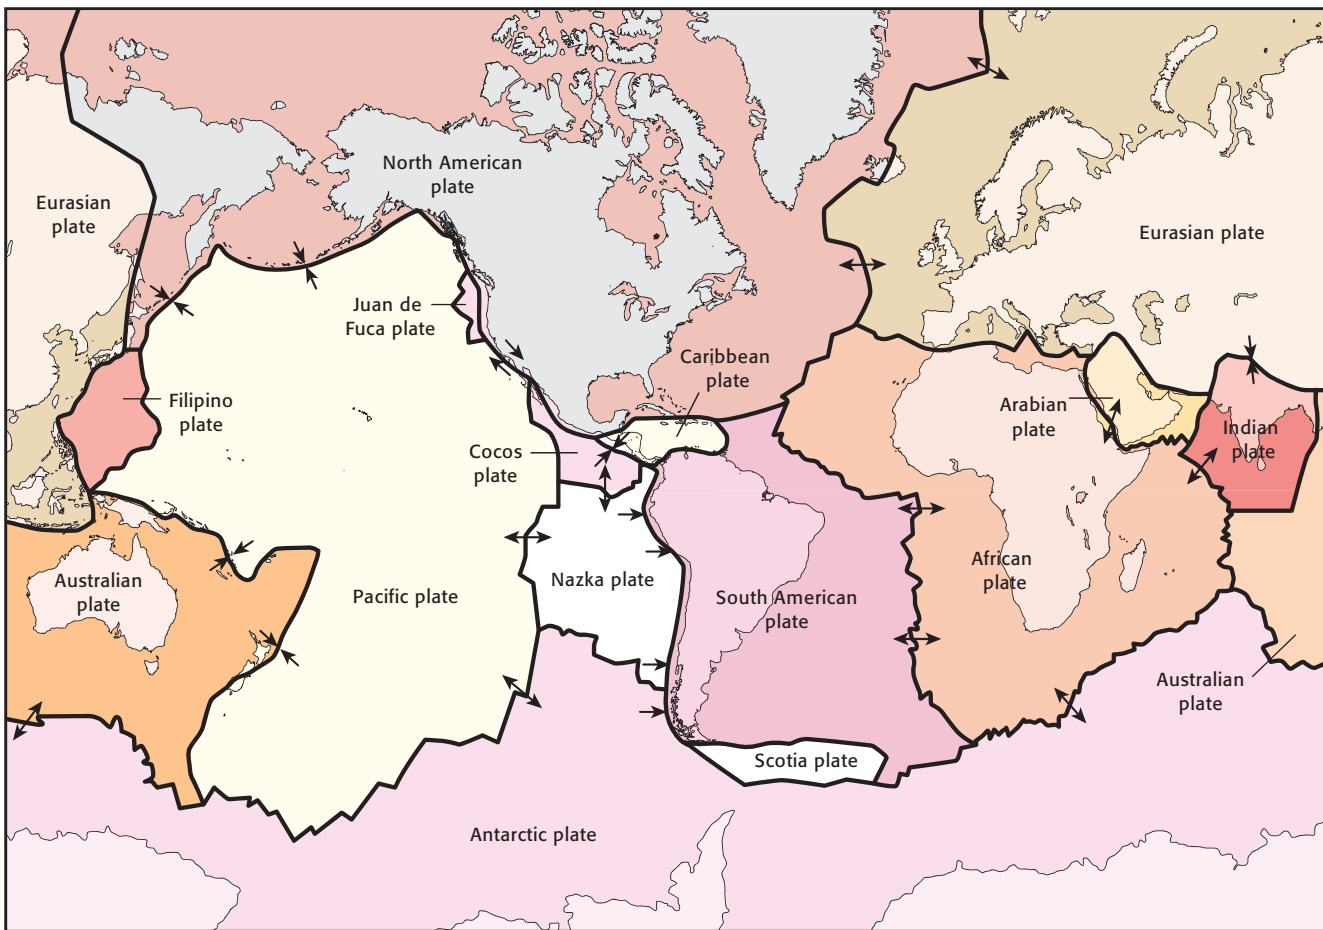 North American
plate
Eurasian
plate
Eurasian plate
Juan de
Fuca plate
Caribbean
plate
Filipino
plate
Arabian
plate
Indian
plate
Cocos
plate
Australian
plate
Pacific plate
Nazka plate
South American
plate
African
plate
Australian
plate
Scotia plate
Antarctic plate